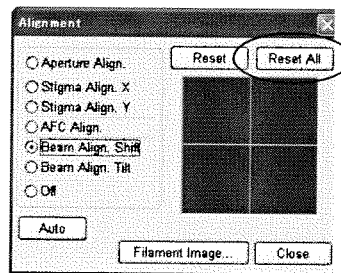 Alignment
Reset Reset All
Aperture Align.
Stigma Align. X
Stigma Align. Y
AFC Align.
Beam Align. Shift
Beam Align. Tilt
Off
Auto
Filament Image... Close